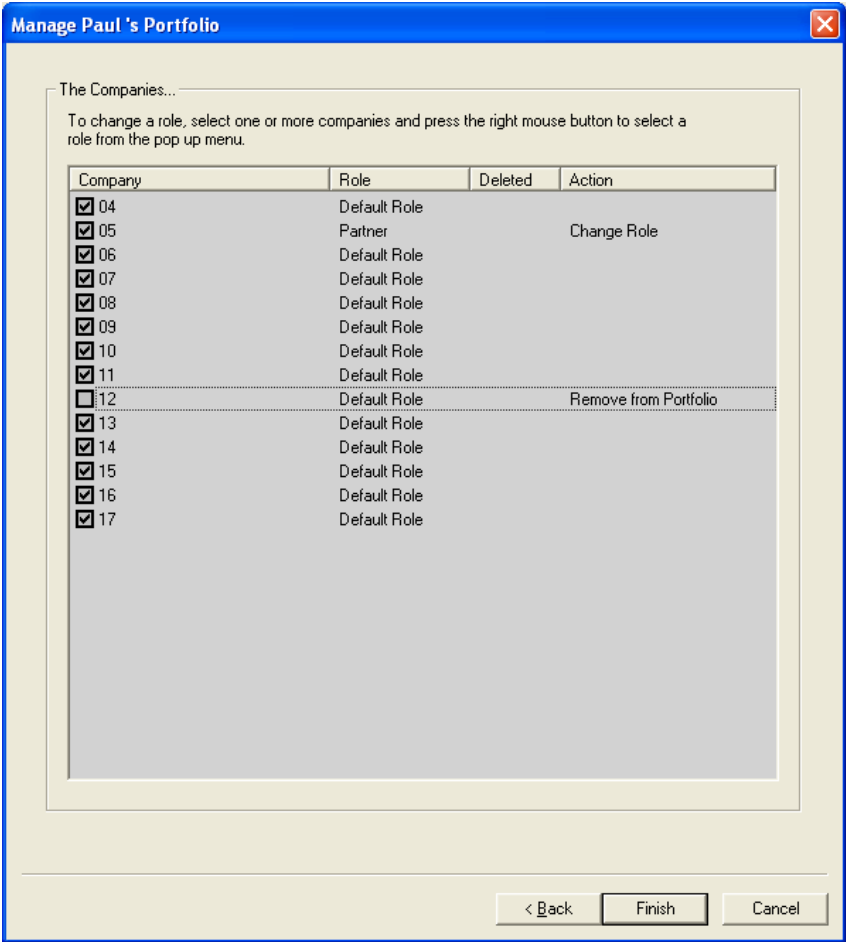 Manage Paul 's Portfolio
The Companies...
To change a role, select one or more companies and press the right mouse button to select a
role from the pop up menu.
Company Role Deleted Action
04 Default Role
05 Partner Change Role
06 Default Role
07 Default Role
08 Default Role
09 Default Role
10 Default Role
11 Default Role
12 Default Role Remove from Portfolio
13 Default Role
14 Default Role
15 Default Role
16 Default Role
17 Default Role
< Back Finish Cancel